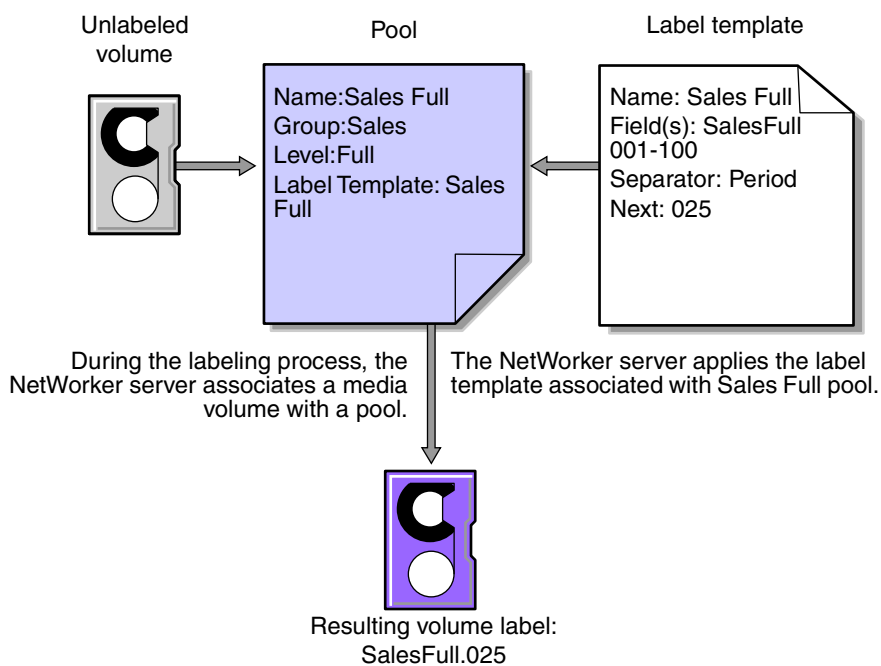 Unlabeled
volume
Pool
Label template
Name:Sales Full
Group:Sales
Level:Full
Label Template: Sales
Full
Name: Sales Full
Field(s): SalesFull
001-100
Separator: Period
Next: 025
During the labeling process, the
NetWorker server associates a media
volume with a pool.
The NetWorker server applies the label
template associated with Sales Full pool.
Resulting volume label:
SalesFull.025